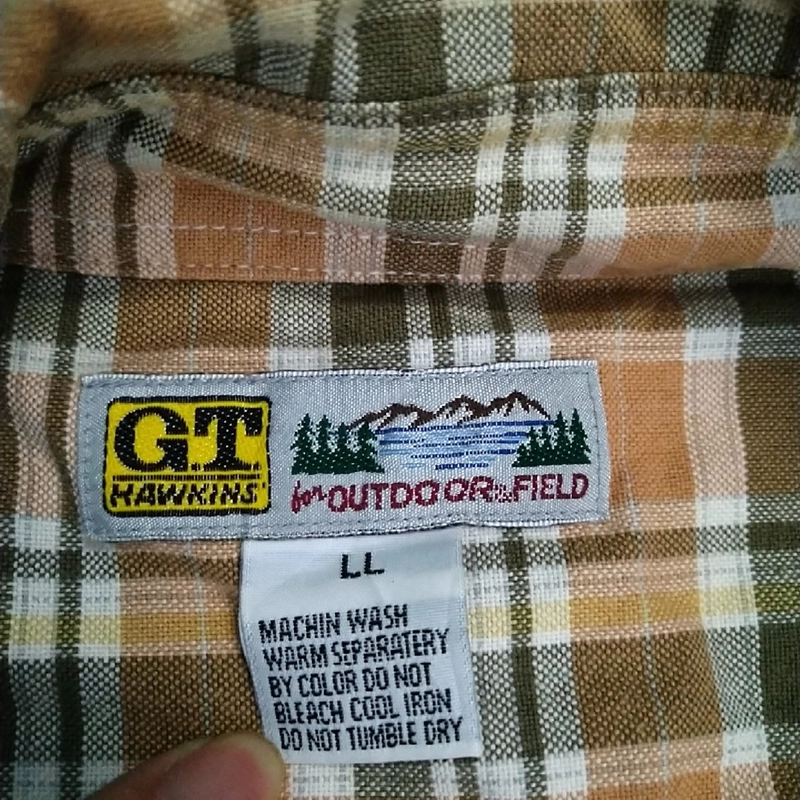 G.T.
HAWKINS
for OUTDOOR & FIELD
LL
MACHIN WASH
WARM SEPARATERY
BY COLOR DO NOT
BLEACH COOL IRON
DO NOT TUMBLE DRY